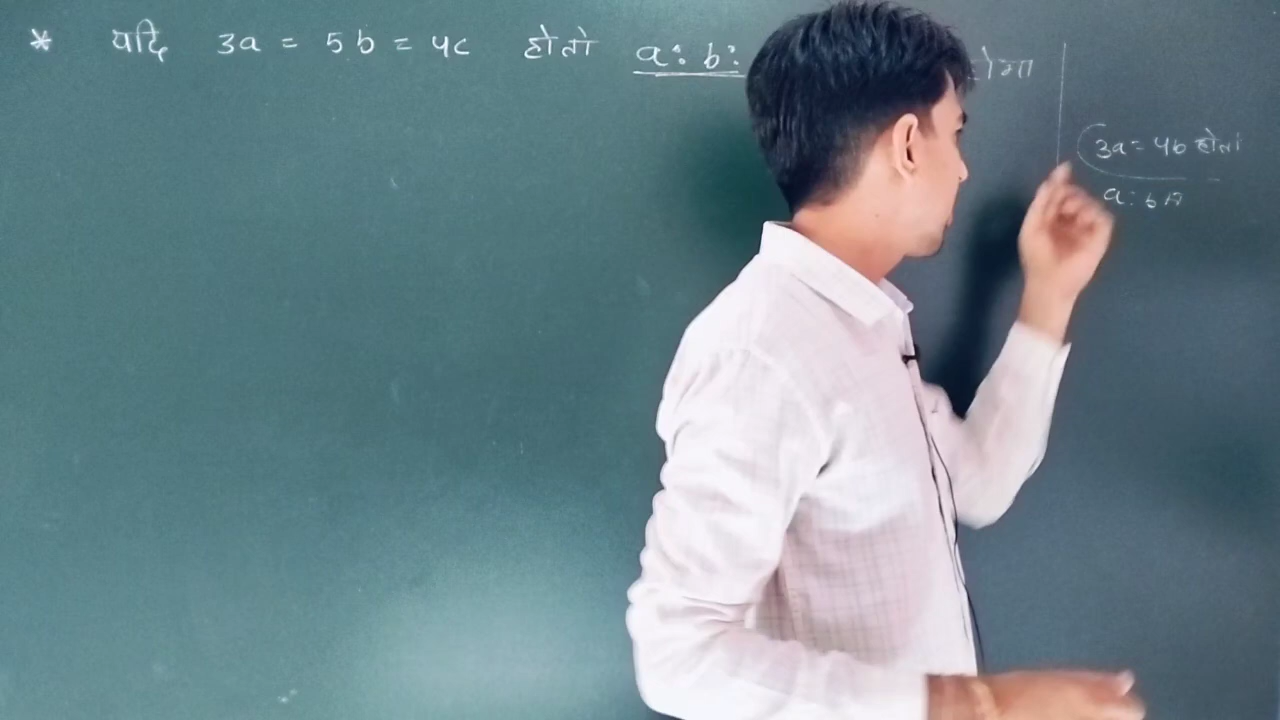 * यदि 3a = 5b = 4c होतो a : b :
3a = 4b होतो
a : b